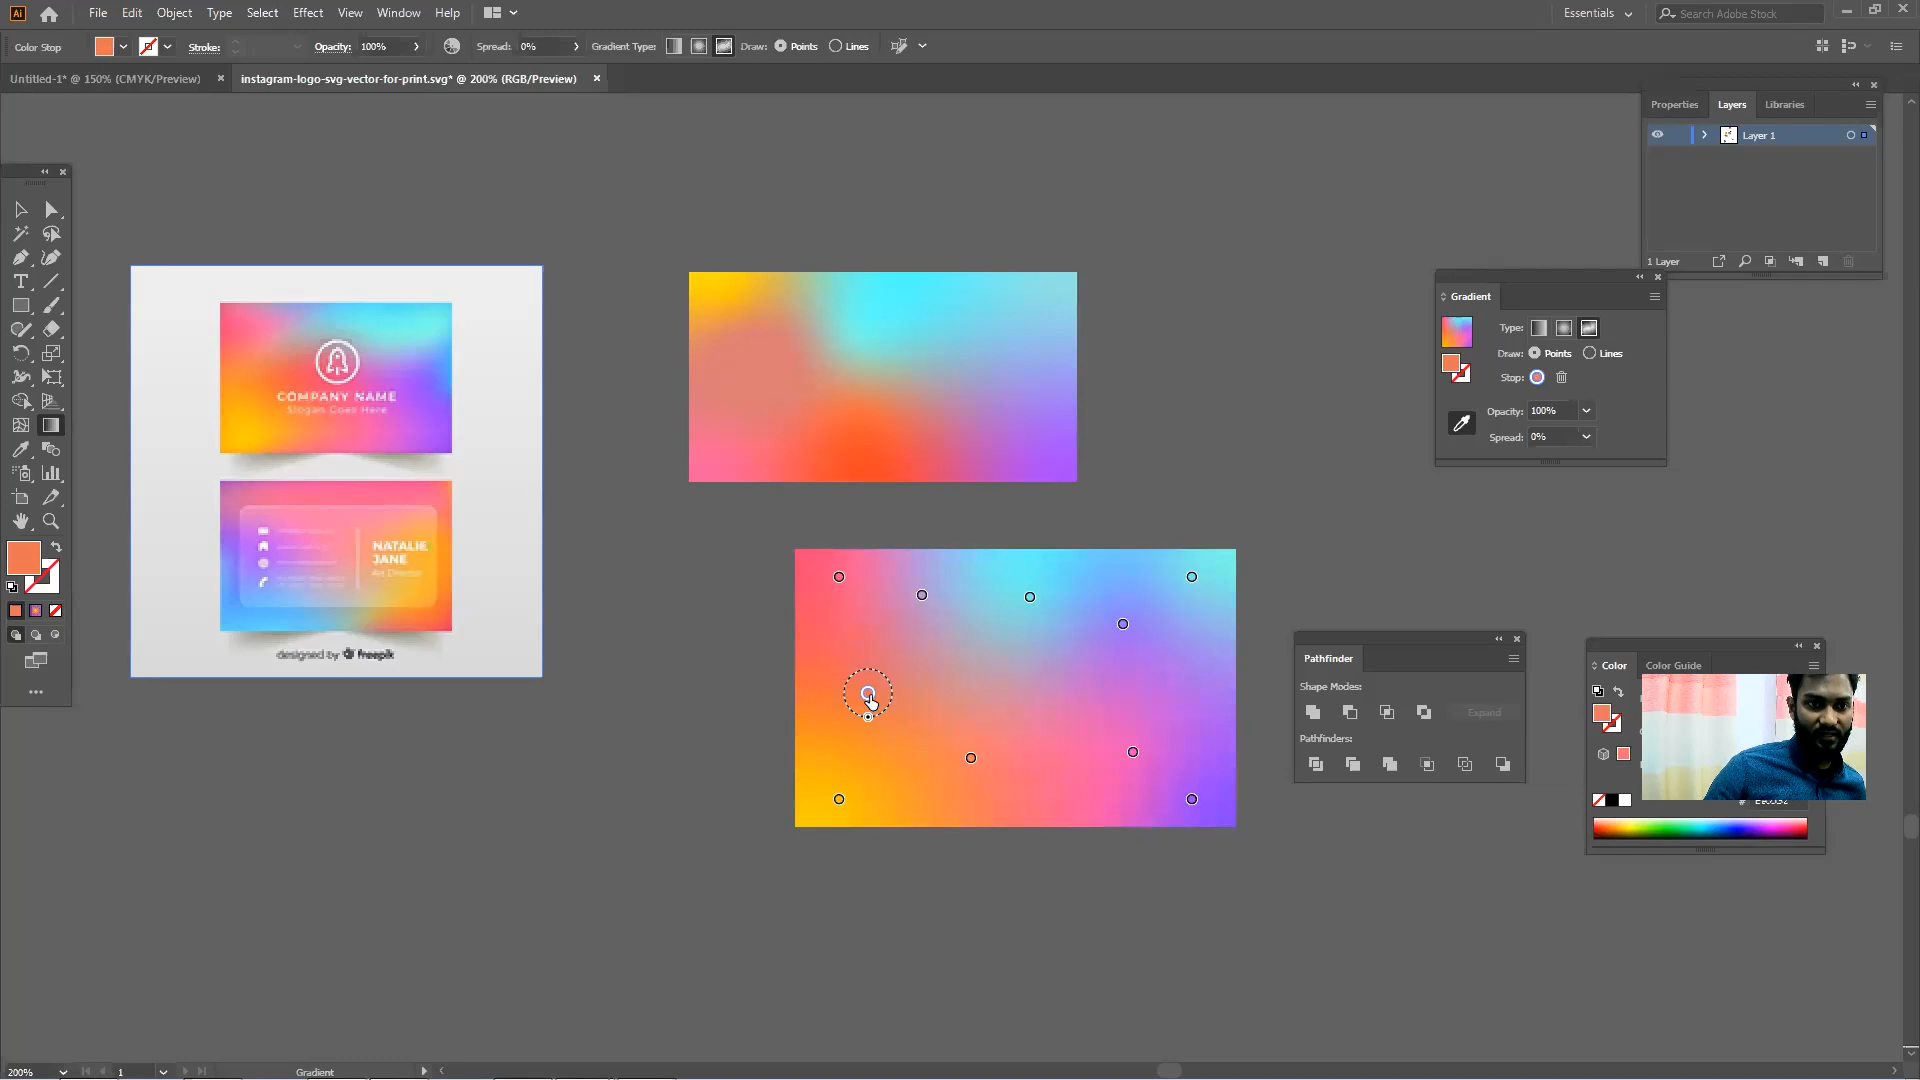 Ai File Edit Object Type Select Effect View Window Help Essentials Search Adobe Stock
Color Stop Stroke: Opacity: 100% Spread: 0% Gradient Type: Draw: Points Lines
Untitled-1* @ 150% (CMYK/Preview) × instagram-logo-svg-vector-for-print.svg* @ 200% (RGB/Preview) ×
Properties Layers Libraries
Layer 1
1 Layer
Gradient
Type:
Draw: Points Lines
Stop:
Opacity: 100%
Spread: 0%
COMPANY NAME
Slogan Goes Here
NATALIE
JANE
Art Director
designed by freepik
Pathfinder
Shape Modes:
Expand
Pathfinders:
Color Color Guide
#
200% 1 Gradient